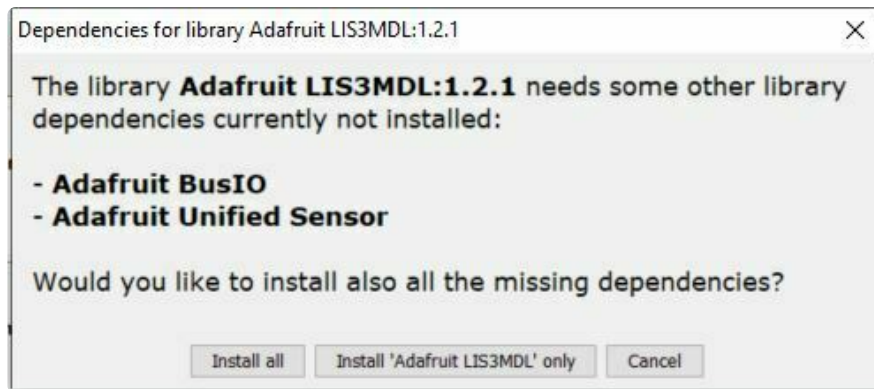 Dependencies for library Adafruit LIS3MDL:1.2.1
The library Adafruit LIS3MDL:1.2.1 needs some other library
dependencies currently not installed:
- Adafruit BusIO
- Adafruit Unified Sensor
Would you like to install also all the missing dependencies?
Install all Install 'Adafruit LIS3MDL' only Cancel